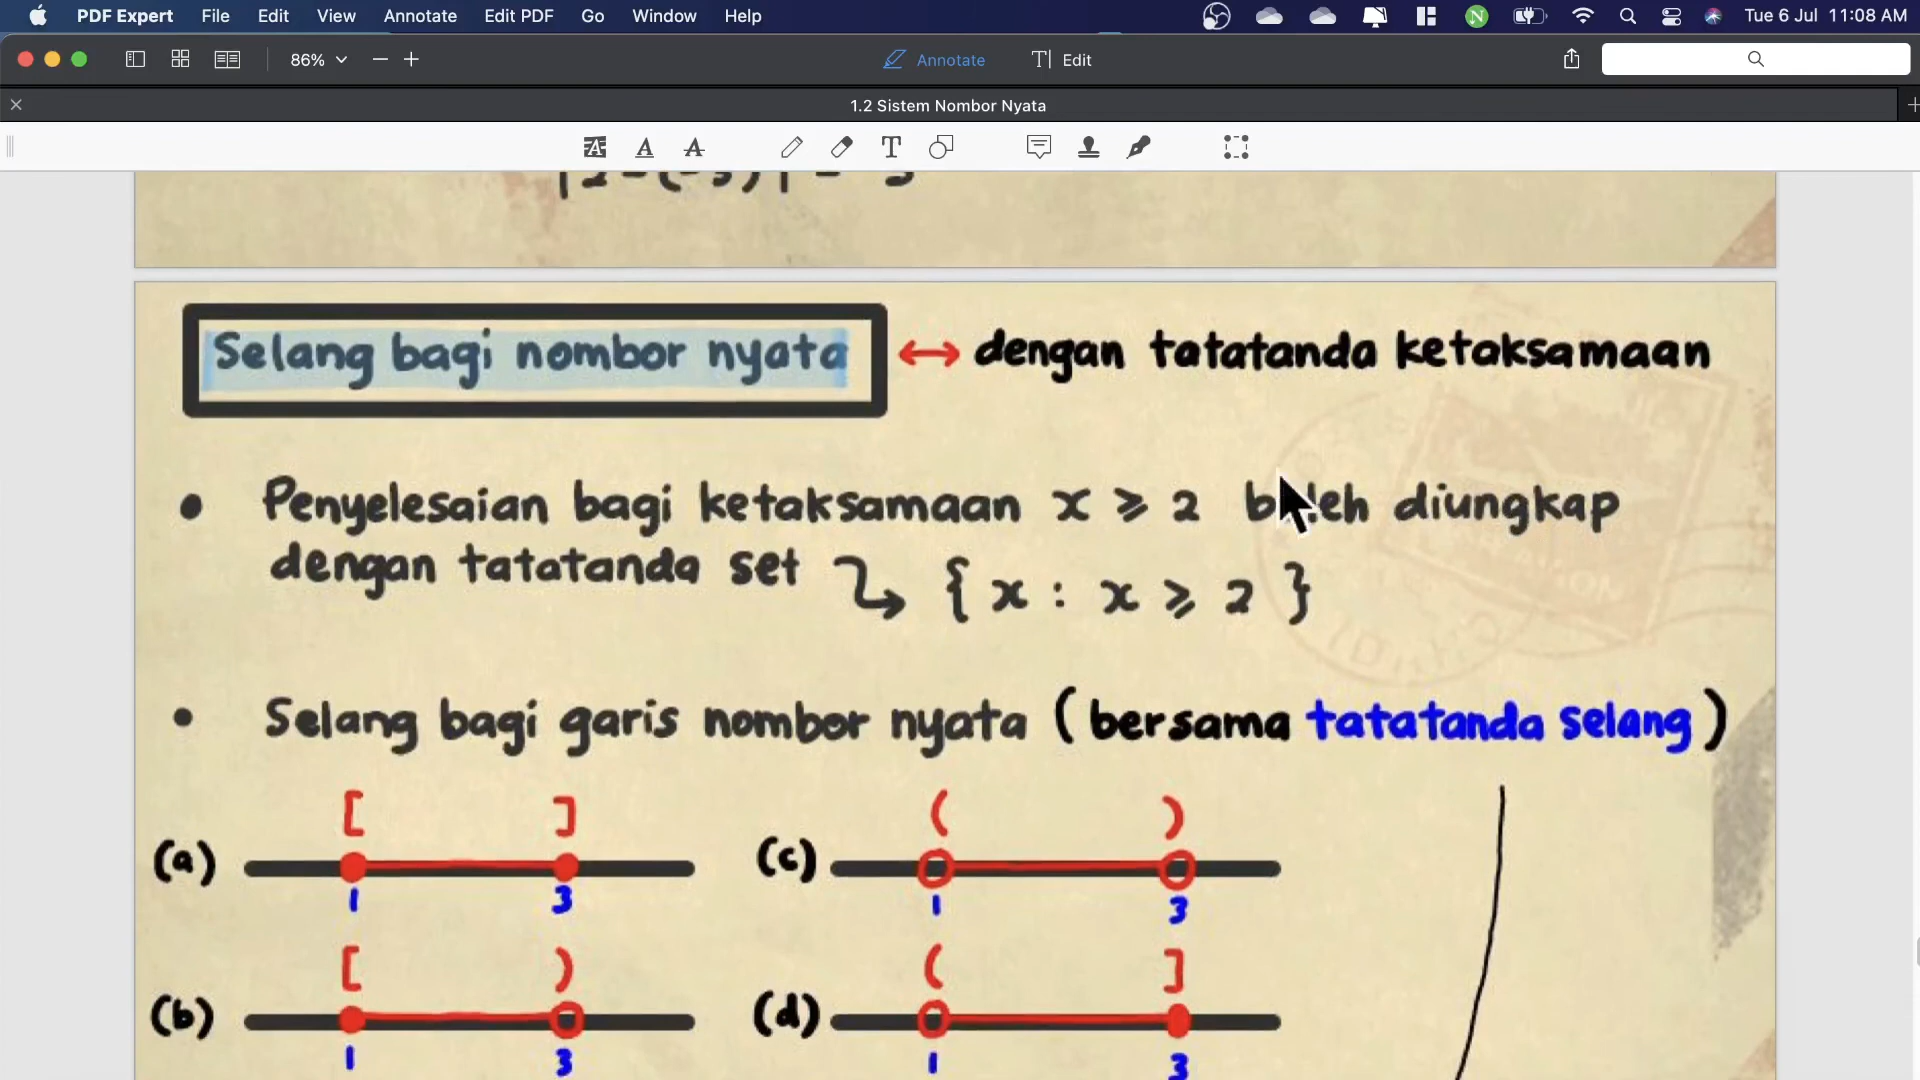 PDF Expert File Edit View Annotate Edit PDF Go Window Help Tue 6 Jul 11:08 AM
86% Annotate Edit
1.2 Sistem Nombor Nyata
Selang bagi nombor nyata ↔ dengan tatatanda ketaksamaan
• Penyelesaian bagi ketaksamaan x ⩾ 2 boleh diungkap
dengan tatatanda set { x : x ⩾ 2 }
• Selang bagi garis nombor nyata (bersama tatatanda selang)
[ ] ( )
(a) (c)
1 3 1 3
[ ) ( ]
(b) (d)
1 3 1 3